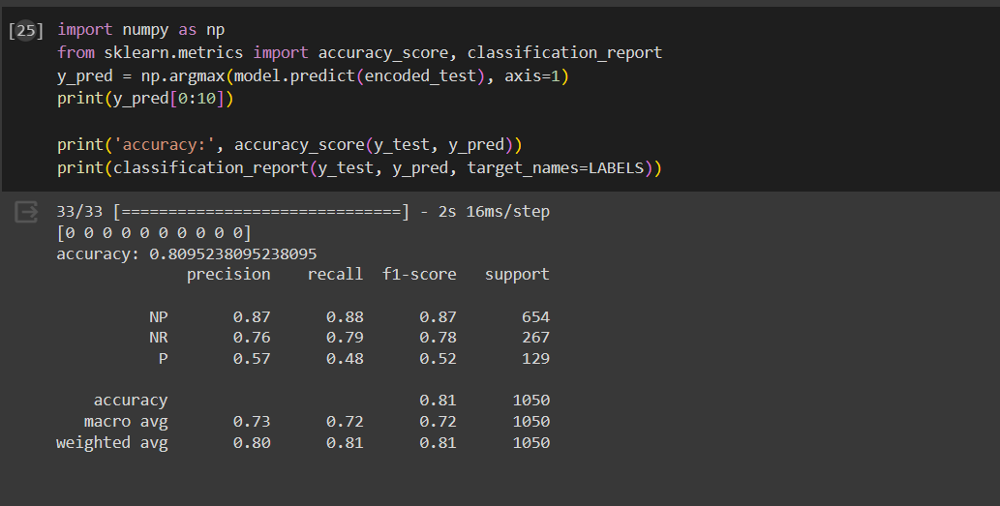 [25] import numpy as np
from sklearn.metrics import accuracy_score, classification_report
y_pred = np.argmax(model.predict(encoded_test), axis=1)
print(y_pred[0:10])
print('accuracy:', accuracy_score(y_test, y_pred))
print(classification_report(y_test, y_pred, target_names=LABELS))
33/33 [==============================] - 2s 16ms/step
[0 0 0 0 0 0 0 0 0 0]
accuracy: 0.8095238095238095
precision recall f1-score support
NP 0.87 0.88 0.87 654
NR 0.76 0.79 0.78 267
P 0.57 0.48 0.52 129
accuracy 0.81 1050
macro avg 0.73 0.72 0.72 1050
weighted avg 0.80 0.81 0.81 1050